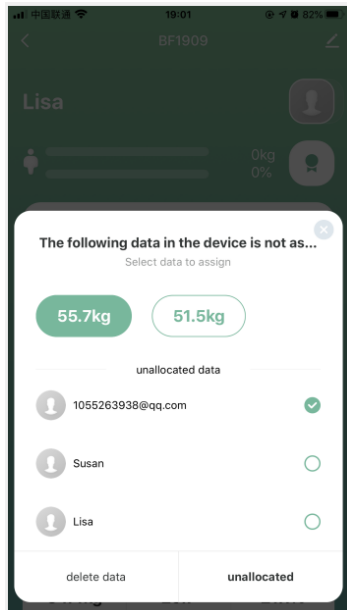 中国联通
19:01
82%
BF1909
Lisa
0kg
0%
The following data in the device is not as...
Select data to assign
55.7kg
51.5kg
unallocated data
1055263938@qq.com
Susan
Lisa
delete data
unallocated